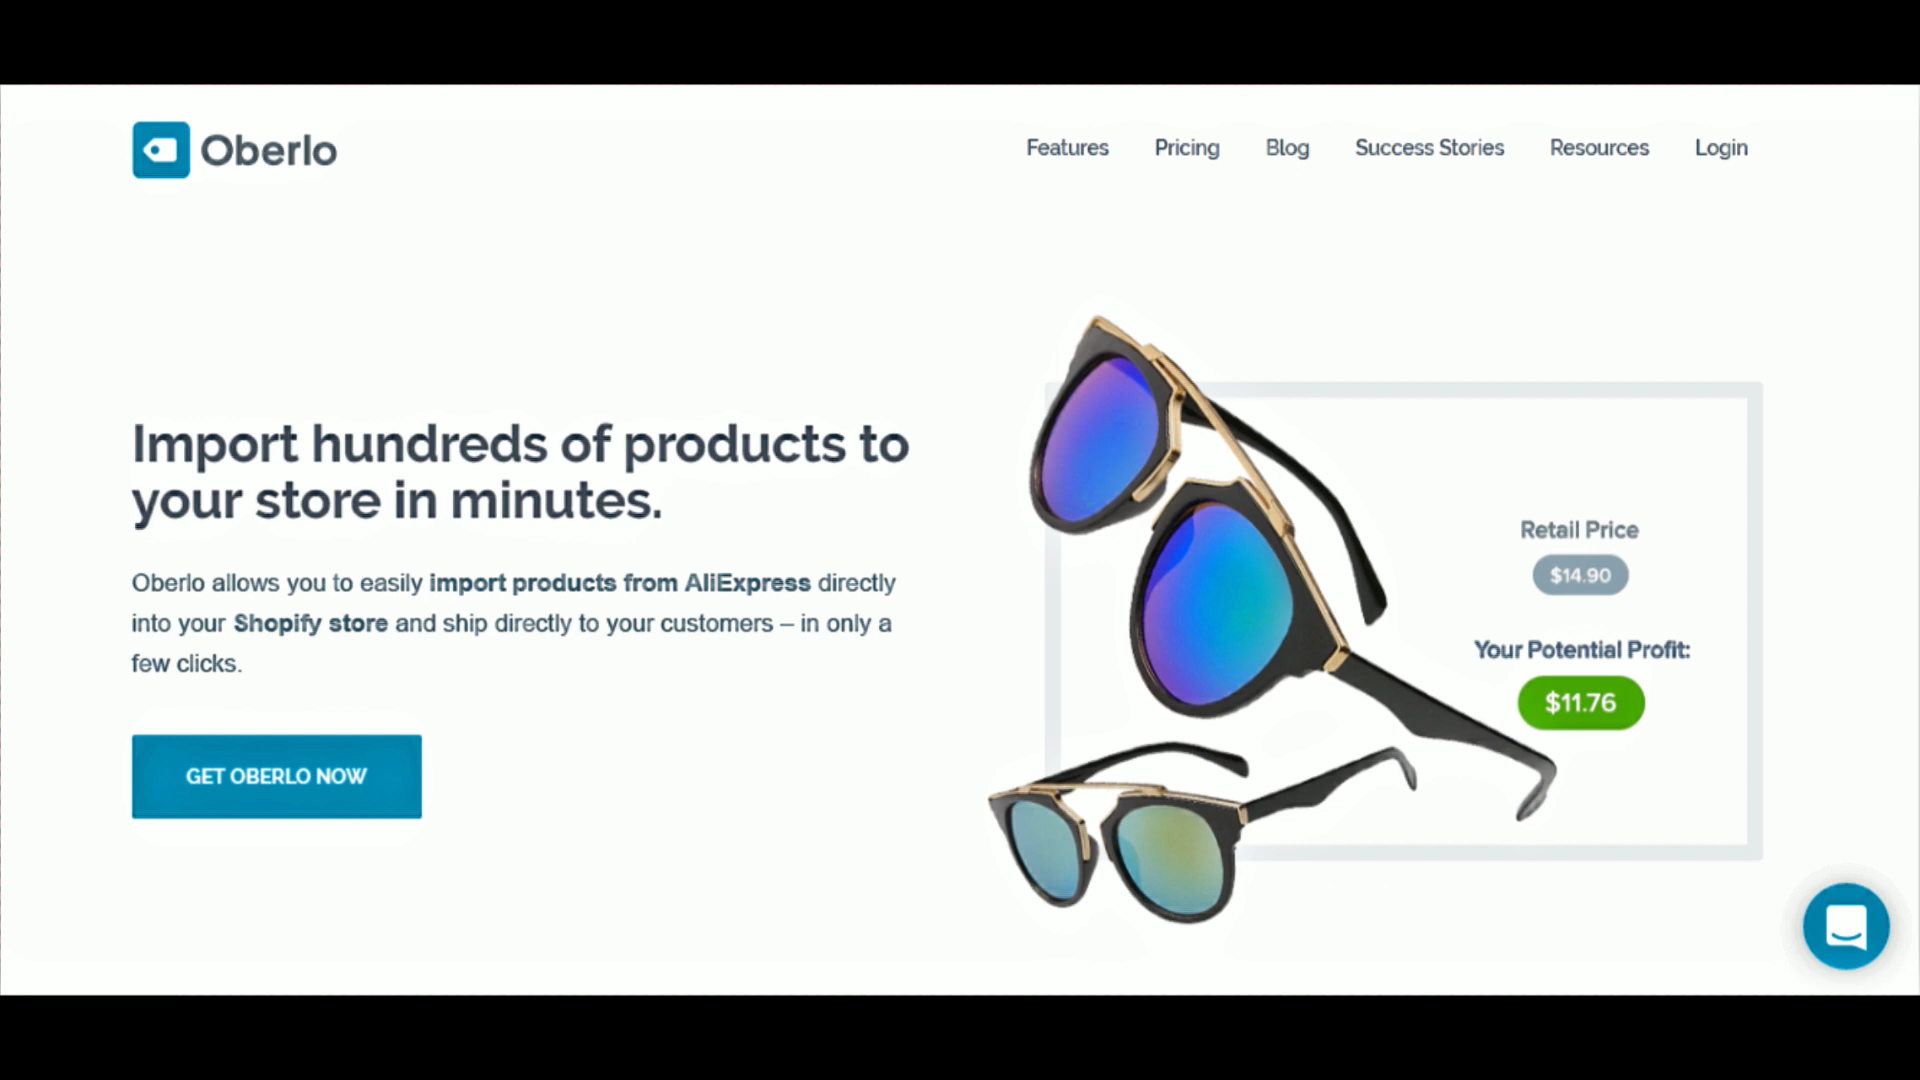 Oberlo
Features Pricing Blog Success Stories Resources Login
Import hundreds of products to
your store in minutes.
Oberlo allows you to easily import products from AliExpress directly
into your Shopify store and ship directly to your customers – in only a
few clicks.
GET OBERLO NOW
Retail Price
$14.90
Your Potential Profit:
$11.76